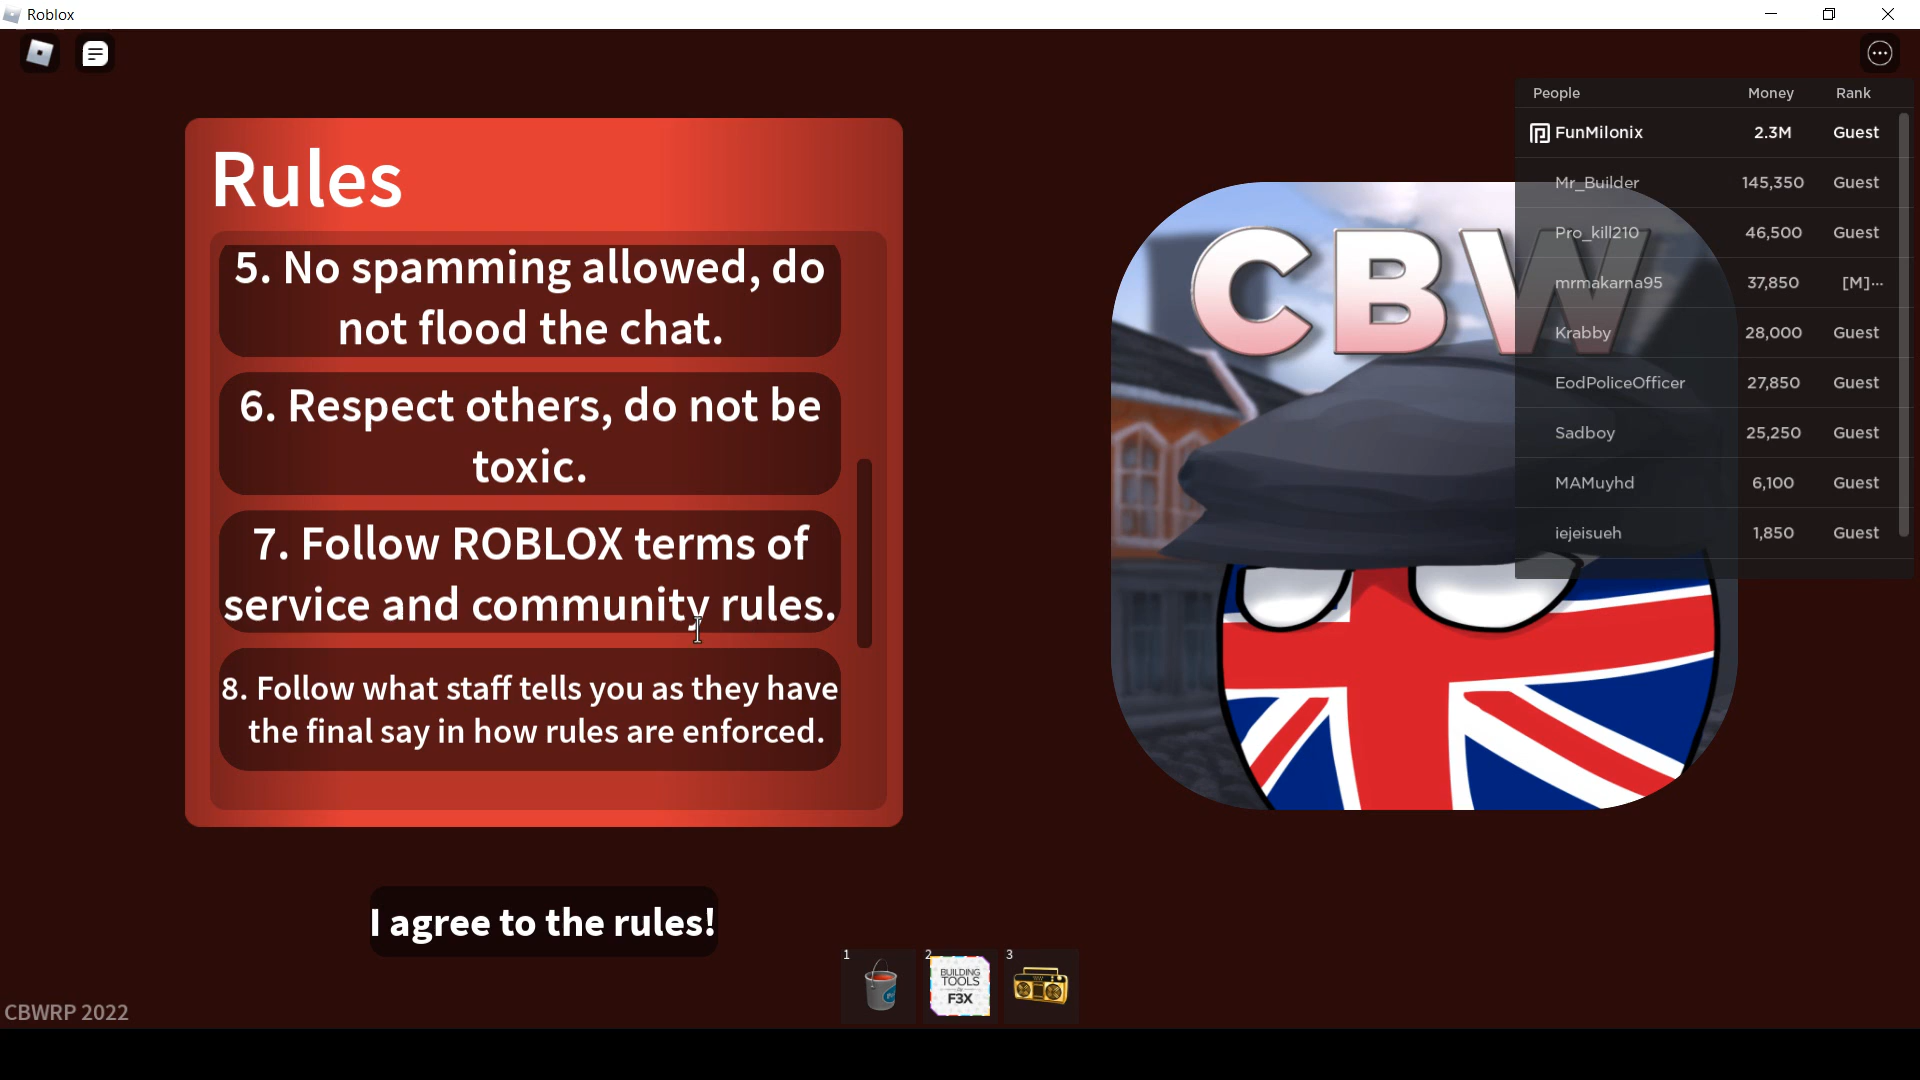 Roblox
Rules
5. No spamming allowed, do
not flood the chat.
6. Respect others, do not be
toxic.
7. Follow ROBLOX terms of
service and community rules.
8. Follow what staff tells you as they have
the final say in how rules are enforced.
I agree to the rules!
CBW
People Money Rank
FunMilonix 2.3M Guest
Mr_Builder 145,350 Guest
Pro_kill210 46,500 Guest
mrmakarna95 37,850 [M]...
Krabby 28,000 Guest
EodPoliceOfficer 27,850 Guest
Sadboy 25,250 Guest
MAMuyhd 6,100 Guest
iejeisueh 1,850 Guest
1 2 3
BUILDING
TOOLS
by
F3X
CBWRP 2022